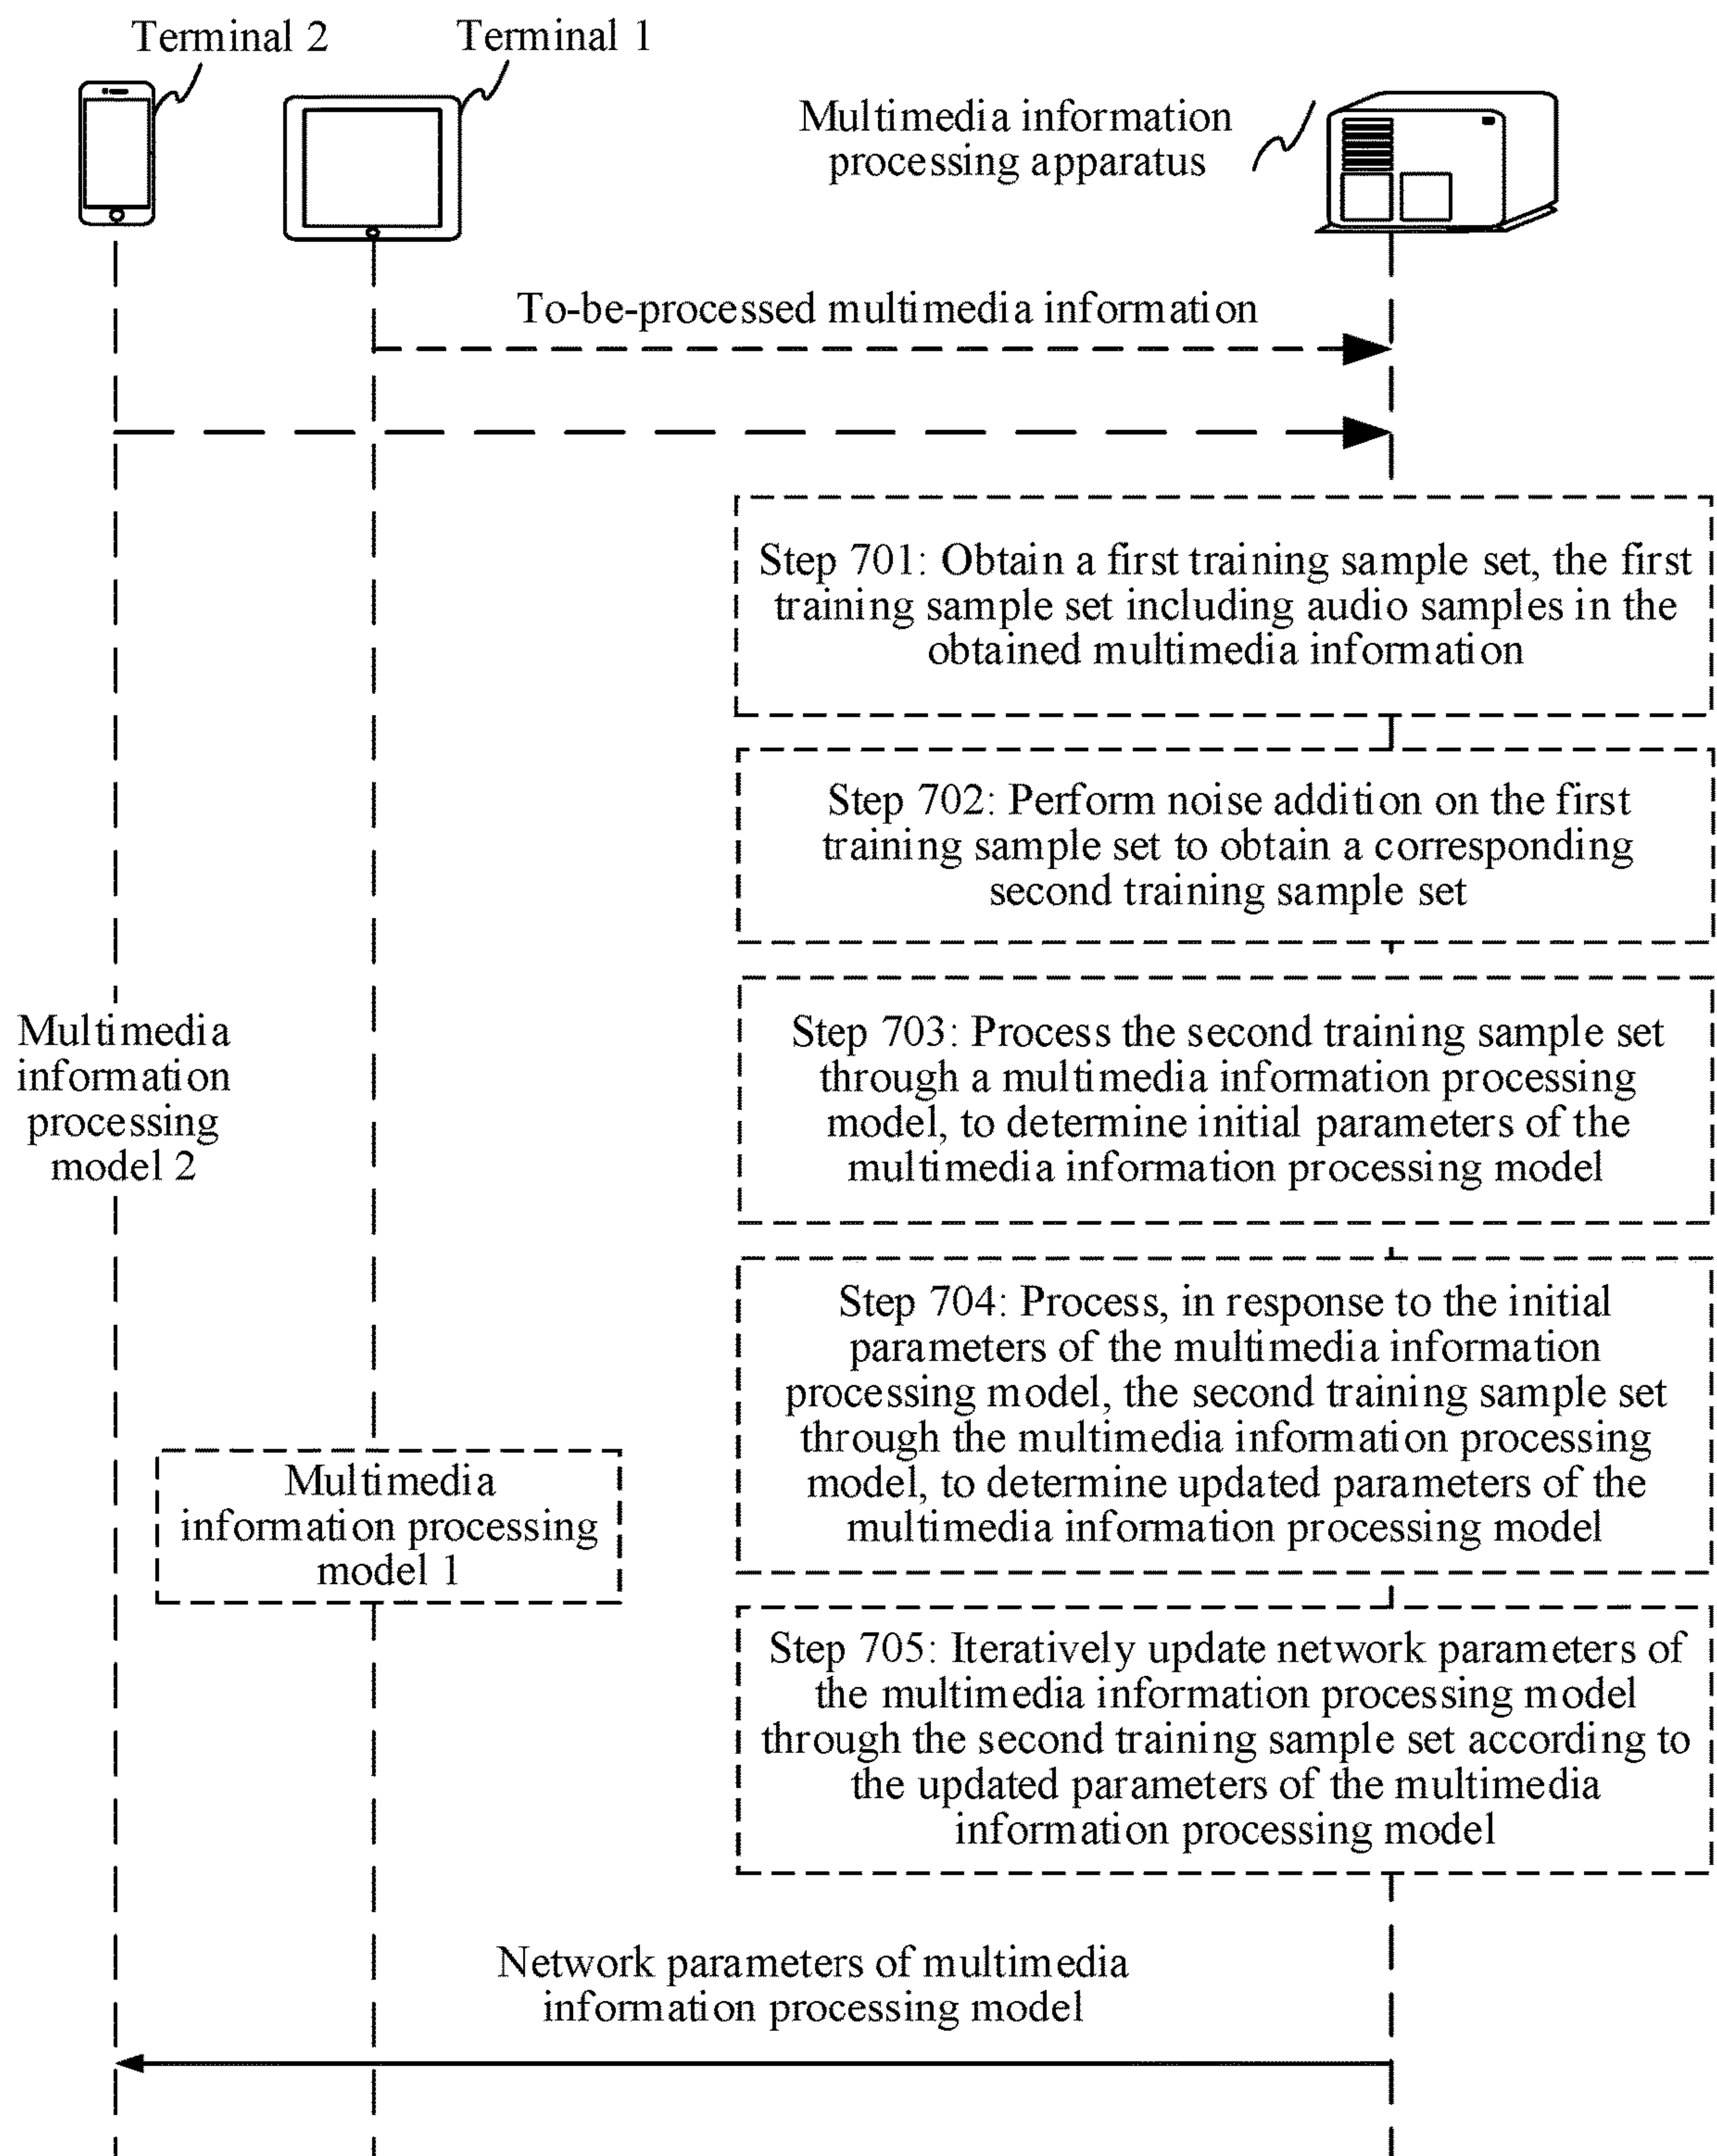 Terminal 2
Terminal 1
Multimedia information
processing apparatus
To-be-processed multimedia information
Step 701: Obtain a first training sample set, the first
training sample set including audio samples in the
obtained multimedia information
Step 702: Perform noise addition on the first
training sample set to obtain a corresponding
second training sample set
Multimedia
information
processing
model 2
Step 703: Process the second training sample set
through a multimedia information processing
model, to determine initial parameters of the
multimedia information processing model
Step 704: Process, in response to the initial
parameters of the multimedia information
processing model, the second training sample set
through the multimedia information processing
model, to determine updated parameters of the
multimedia information processing model
Multimedia
information processing
model 1
Step 705: Iteratively update network parameters of
the multimedia information processing model
through the second training sample set according to
the updated parameters of the multimedia
information processing model
Network parameters of multimedia
information processing model